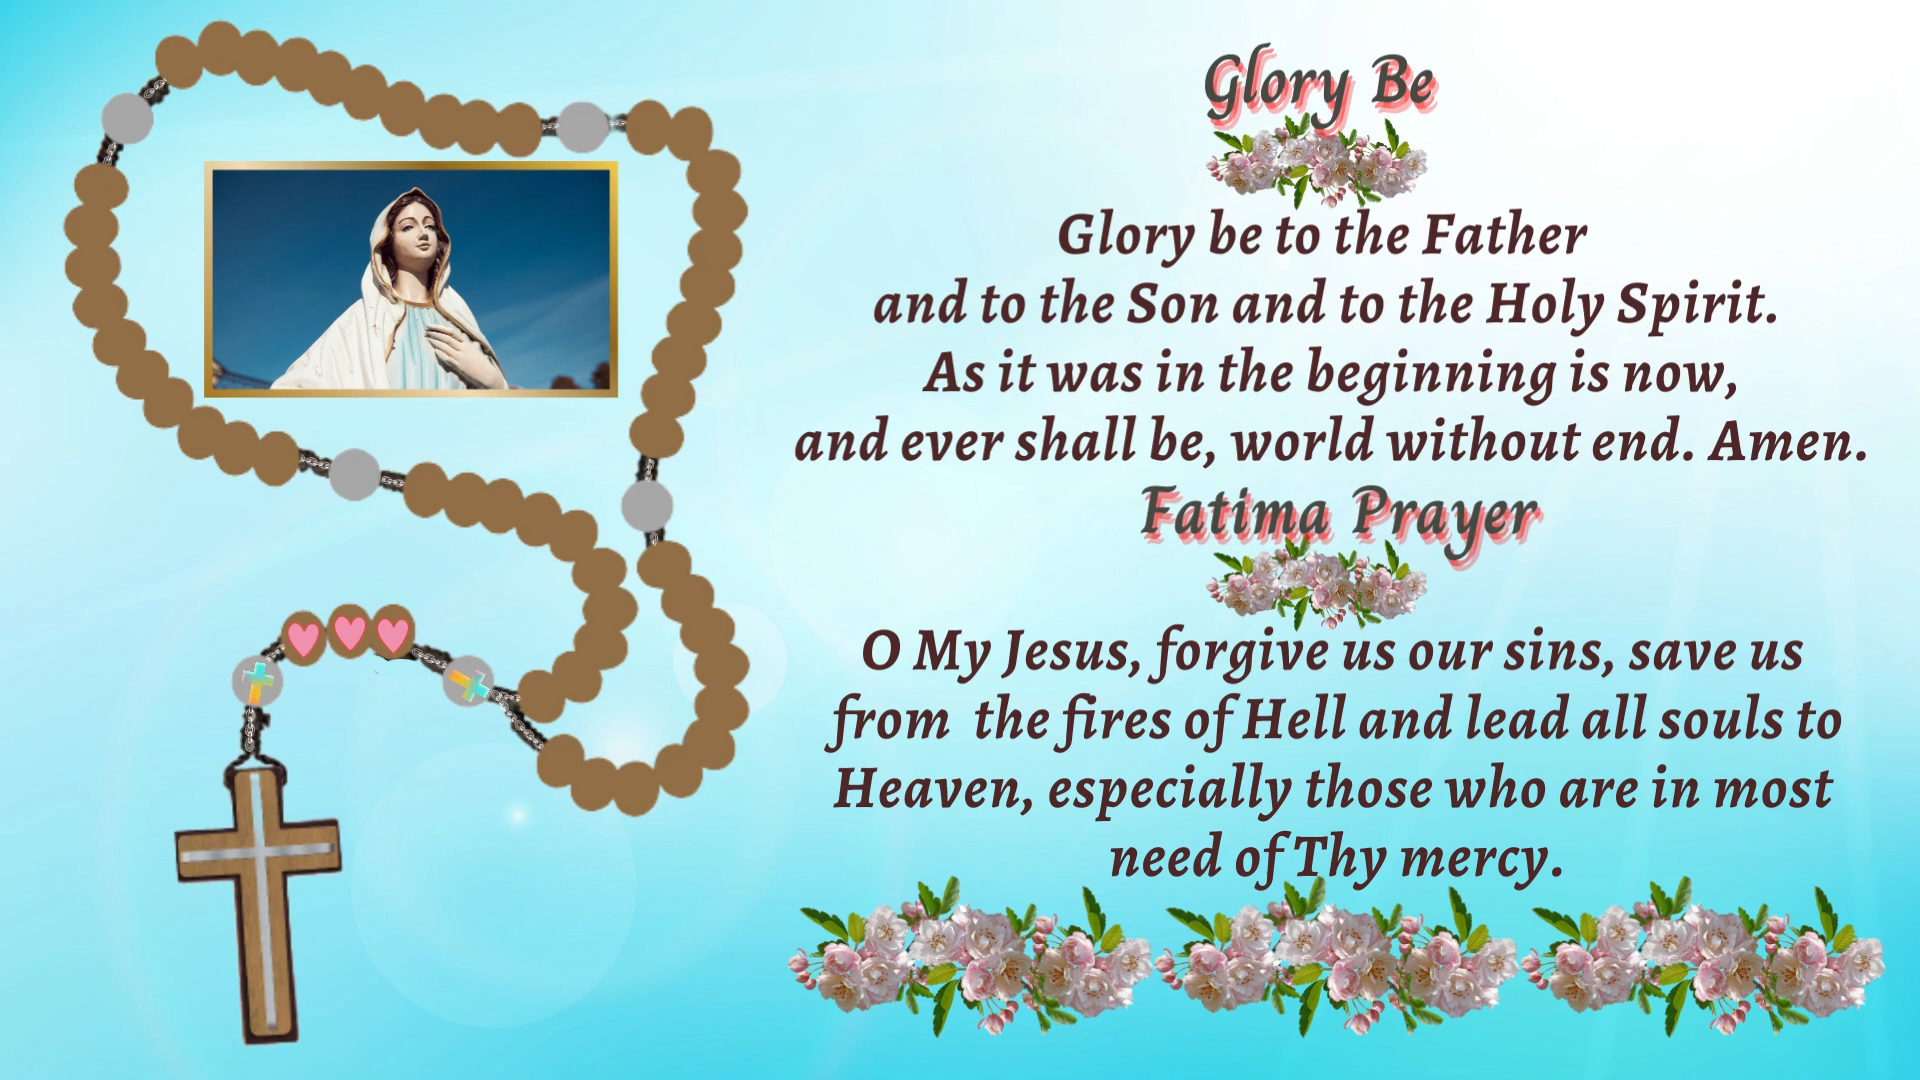 Glory Be
Glory be to the Father
and to the Son and to the Holy Spirit.
As it was in the beginning is now,
and ever shall be, world without end. Amen.
Fatima Prayer
O My Jesus, forgive us our sins, save us
from the fires of Hell and lead all souls to
Heaven, especially those who are in most
need of Thy mercy.